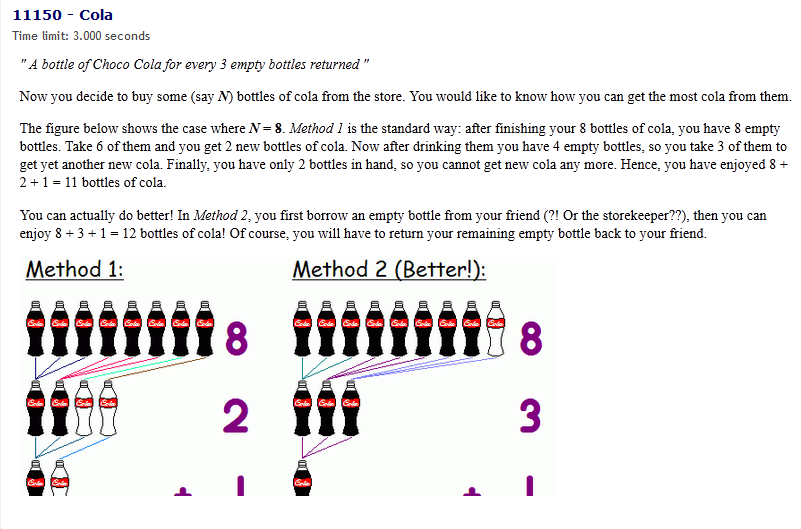 11150 - Cola
Time limit: 3.000 seconds
" A bottle of Choco Cola for every 3 empty bottles returned "
Now you decide to buy some (say N) bottles of cola from the store. You would like to know how you can get the most cola from them.
The figure below shows the case where N = 8. Method 1 is the standard way: after finishing your 8 bottles of cola, you have 8 empty
bottles. Take 6 of them and you get 2 new bottles of cola. Now after drinking them you have 4 empty bottles, so you take 3 of them to
get yet another new cola. Finally, you have only 2 bottles in hand, so you cannot get new cola any more. Hence, you have enjoyed 8 +
2 + 1 = 11 bottles of cola.
You can actually do better! In Method 2, you first borrow an empty bottle from your friend (?! Or the storekeeper??), then you can
enjoy 8 + 3 + 1 = 12 bottles of cola! Of course, you will have to return your remaining empty bottle back to your friend.
Method 1: Method 2 (Better!):
8 8
2 3
+ 1 + 1